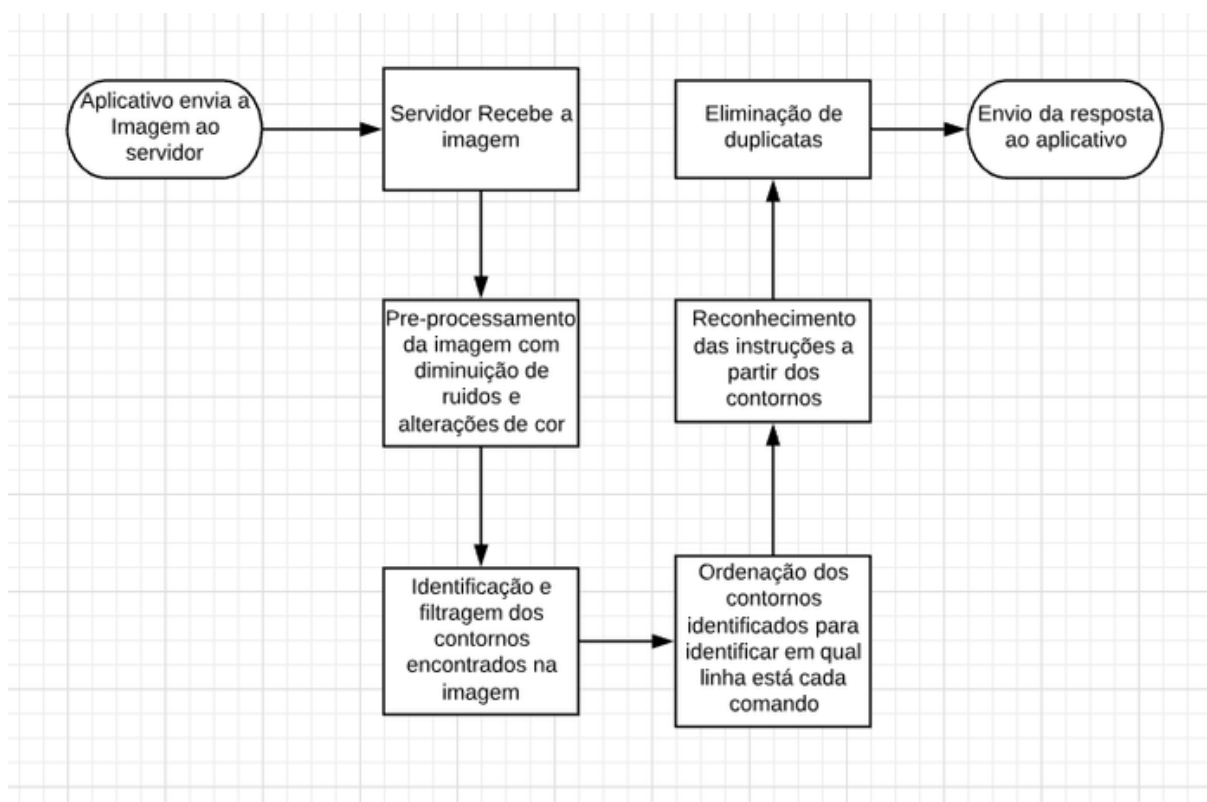 Aplicativo envia a
Imagem ao
servidor
Servidor Recebe a
imagem
Pre-processamento
da imagem com
diminuição de
ruidos e
alterações de cor
Identificação e
filtragem dos
contornos
encontrados na
imagem
Ordenação dos
contornos
identificados para
identificar em qual
linha está cada
comando
Reconhecimento
das instruções a
partir dos
contornos
Eliminação de
duplicatas
Envio da resposta
ao aplicativo